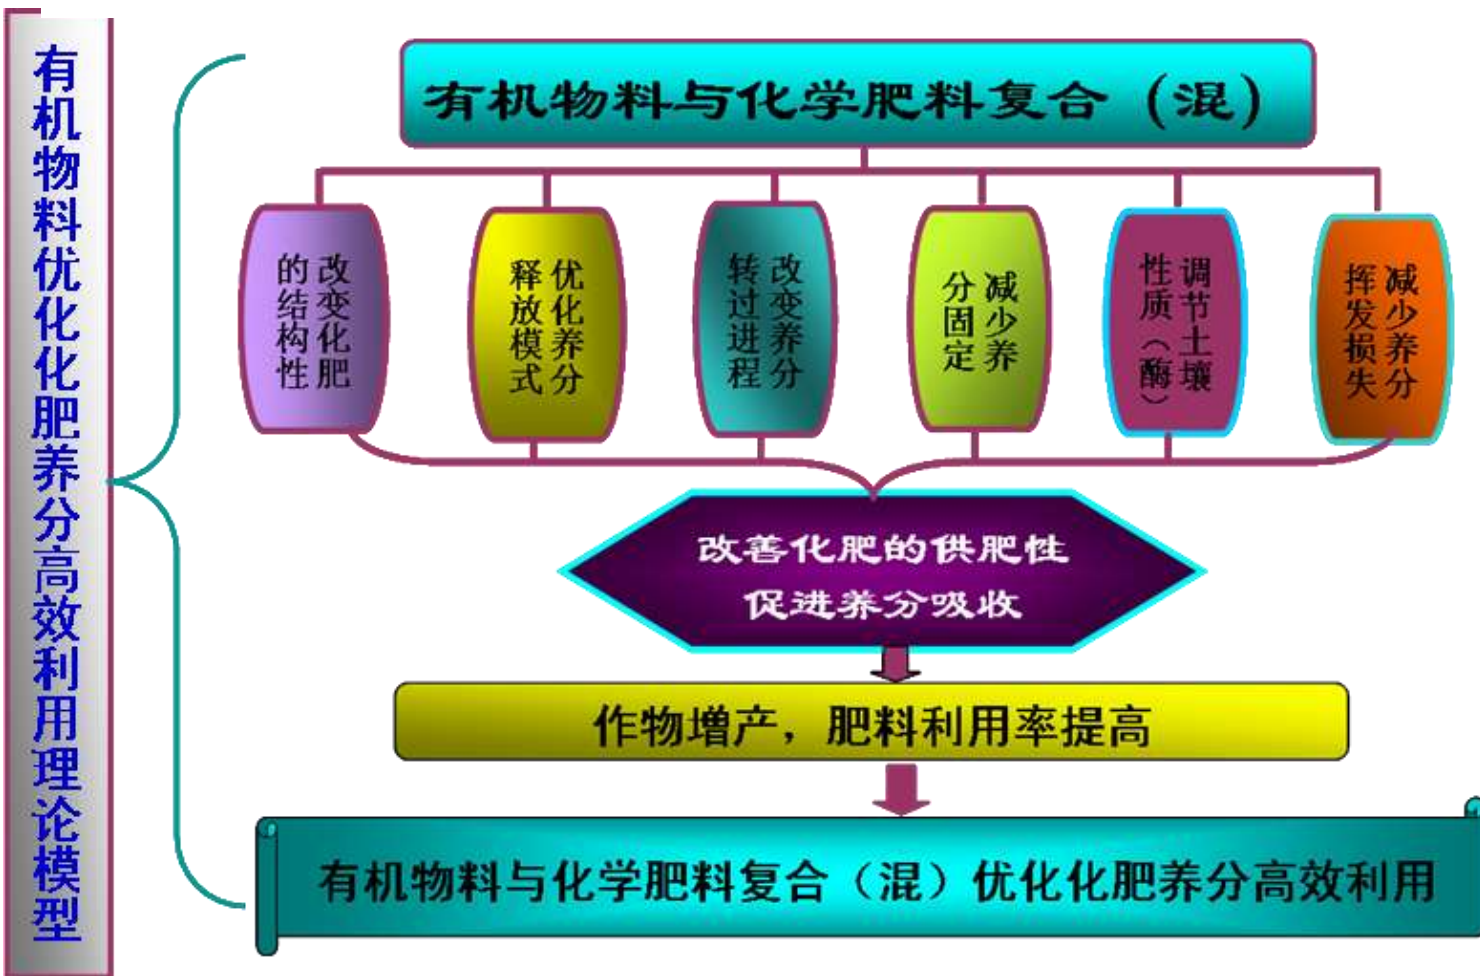 有机物料优化化肥养分高效利用理论模型
有机物料与化学肥料复合（混）
改变化肥
的结构性
优化养分
释放模式
改变养分
转过进程
减少养
分固定
调节土壤
性质（酶）
减少养分
挥发损失
改善化肥的供肥性
促进养分吸收
作物增产，肥料利用率提高
有机物料与化学肥料复合（混）优化化肥养分高效利用